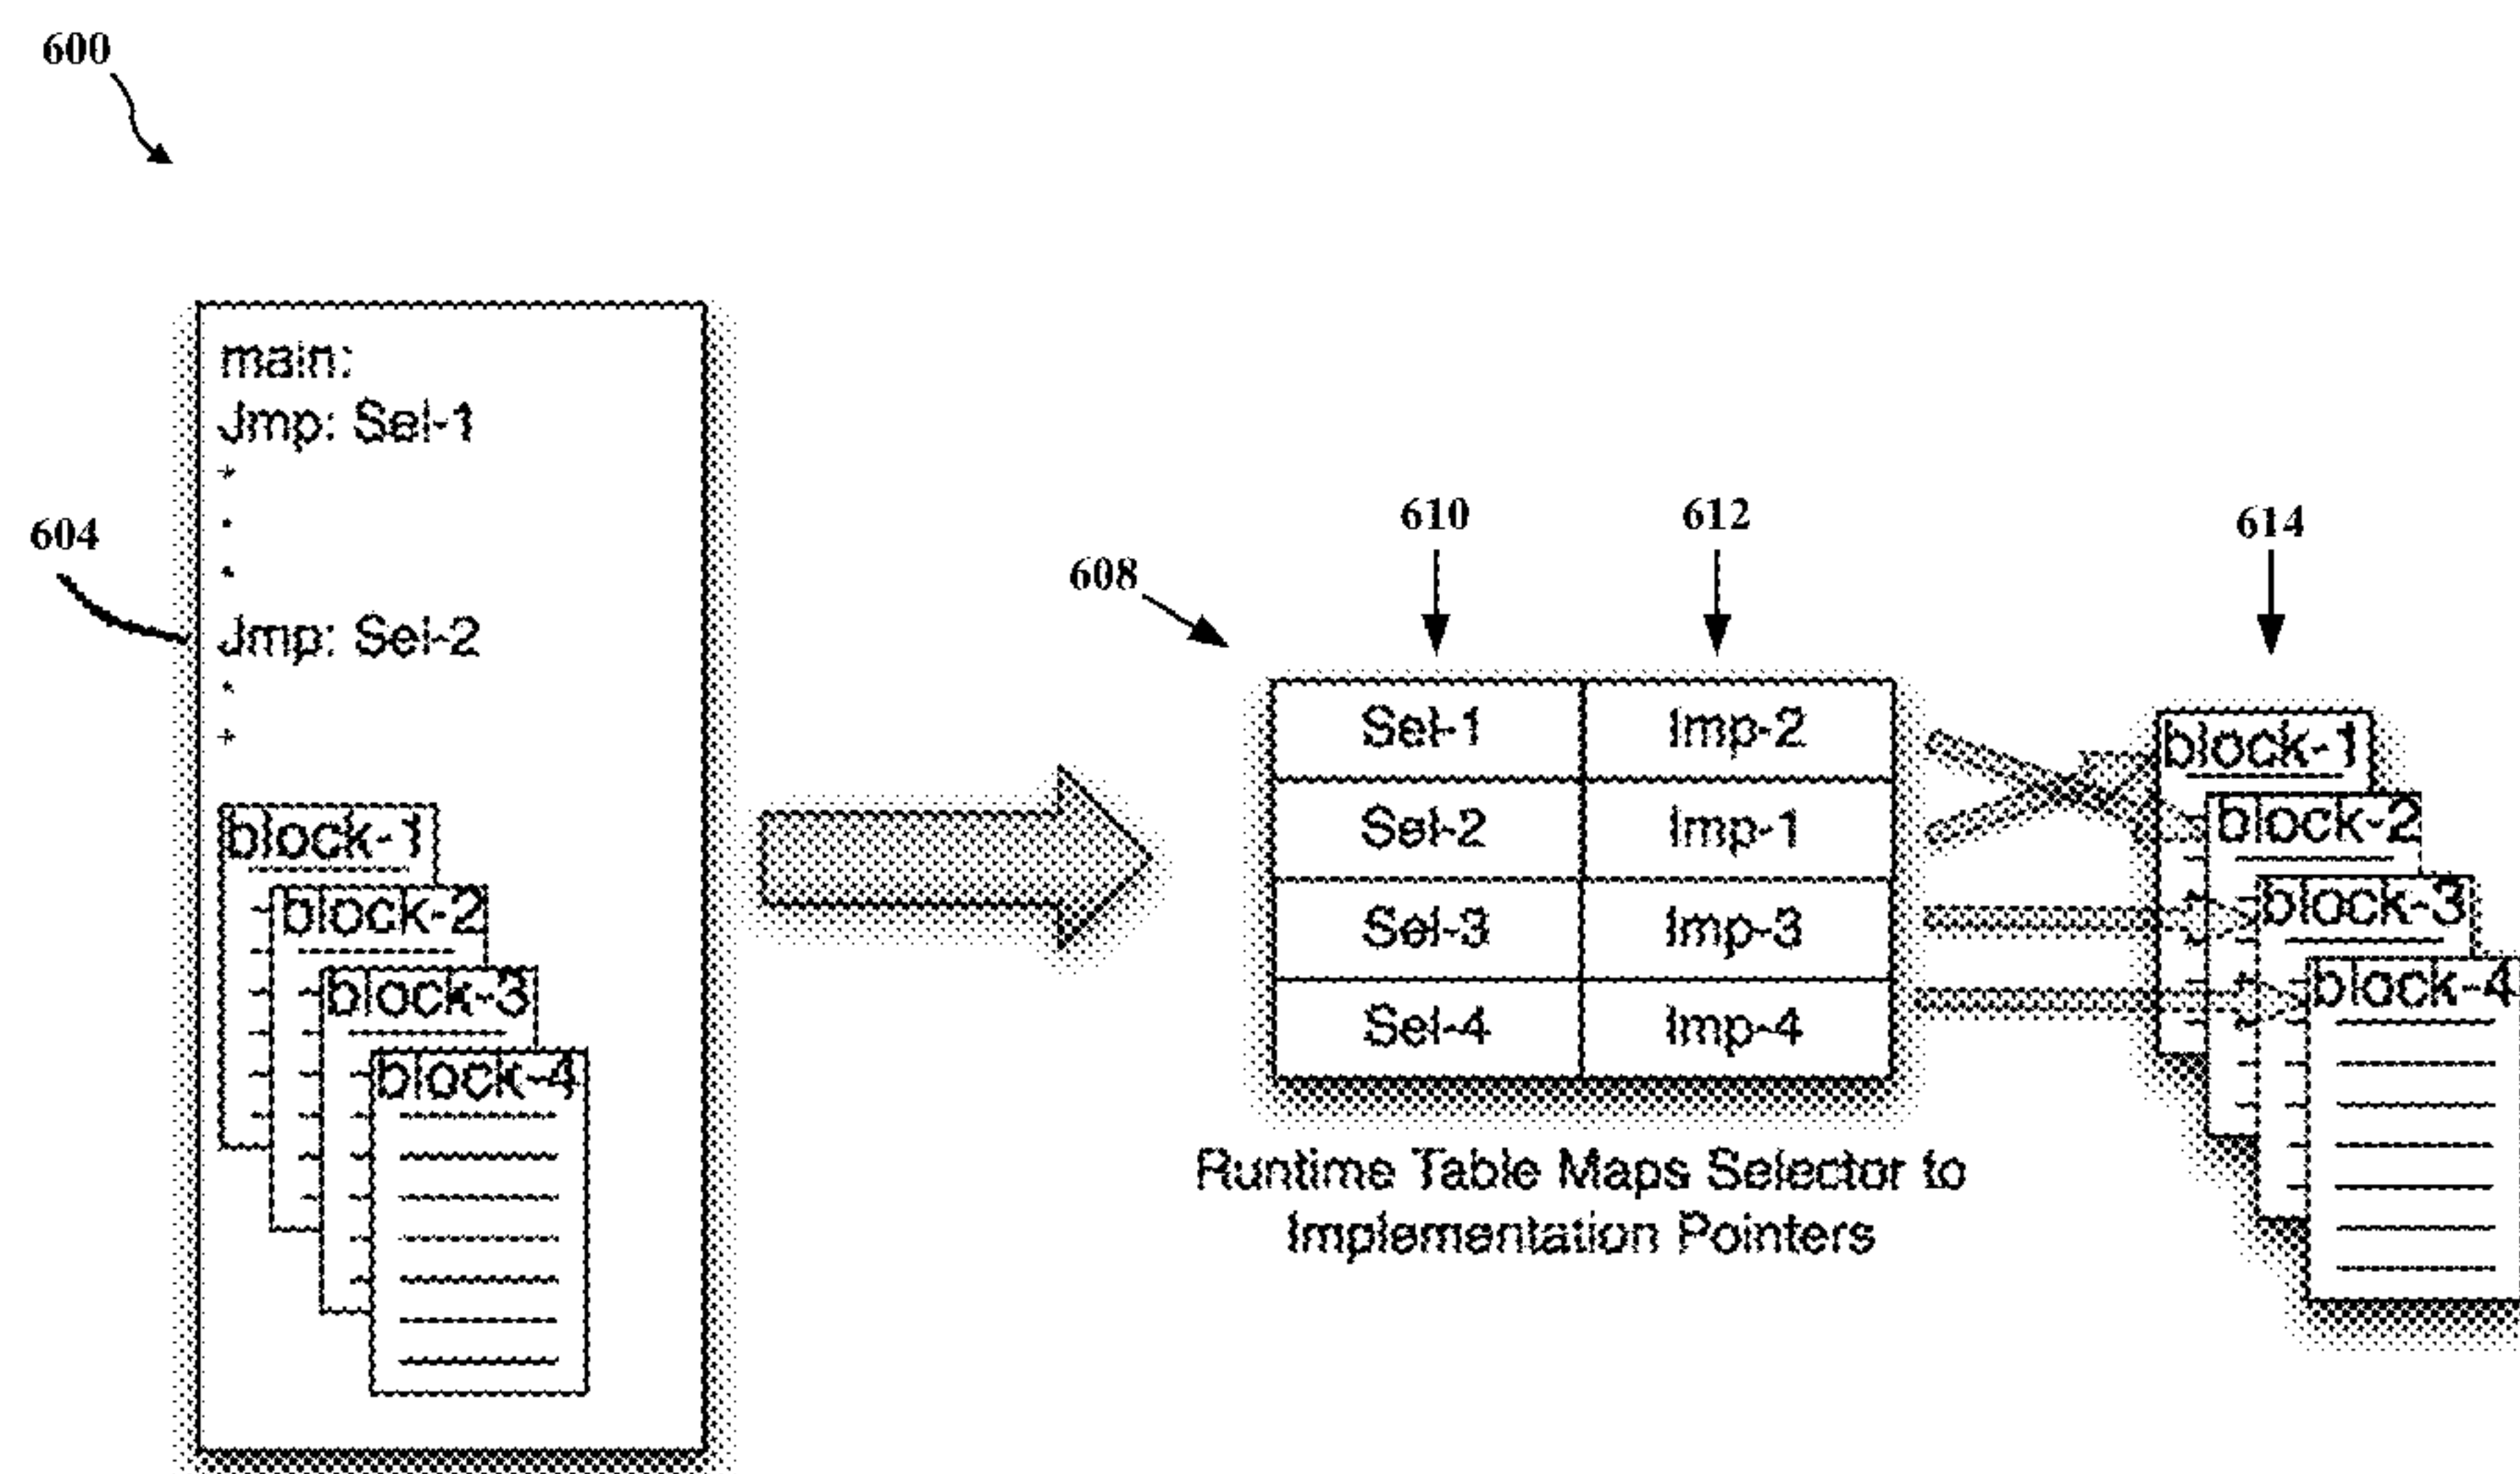 600
604
main:
Jmp: Sel-1
Jmp: Sel-2
block-1
block-2
block-3
block-4
608
610
612
614
Sel-1 Imp-2
Sel-2 Imp-1
Sel-3 Imp-3
Sel-4 Imp-4
Runtime Table Maps Selector to
Implementation Pointers
block-1
block-2
block-3
block-4